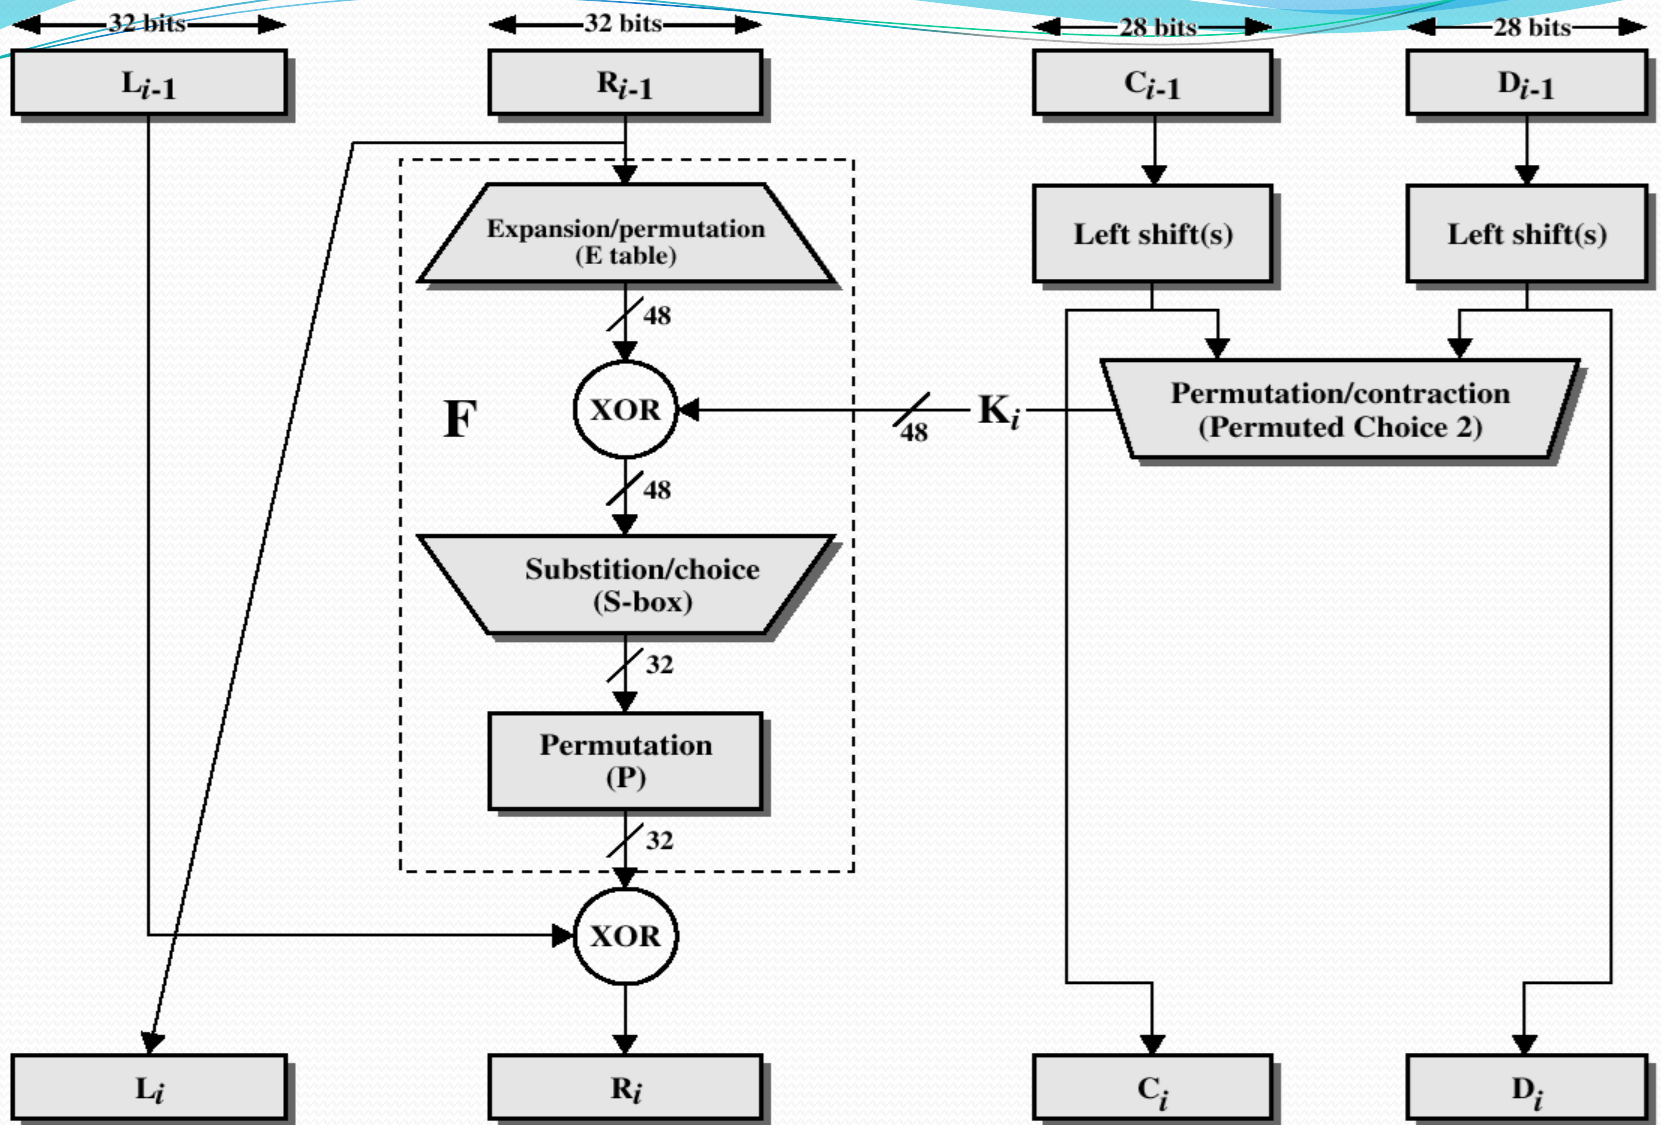 32 bits
32 bits
28 bits
28 bits
Li-1
Ri-1
Ci-1
Di-1
Expansion/permutation
(E table)
Left shift(s)
Left shift(s)
48
F
XOR
48
Ki
Permutation/contraction
(Permuted Choice 2)
48
Substition/choice
(S-box)
32
Permutation
(P)
32
XOR
Li
Ri
Ci
Di